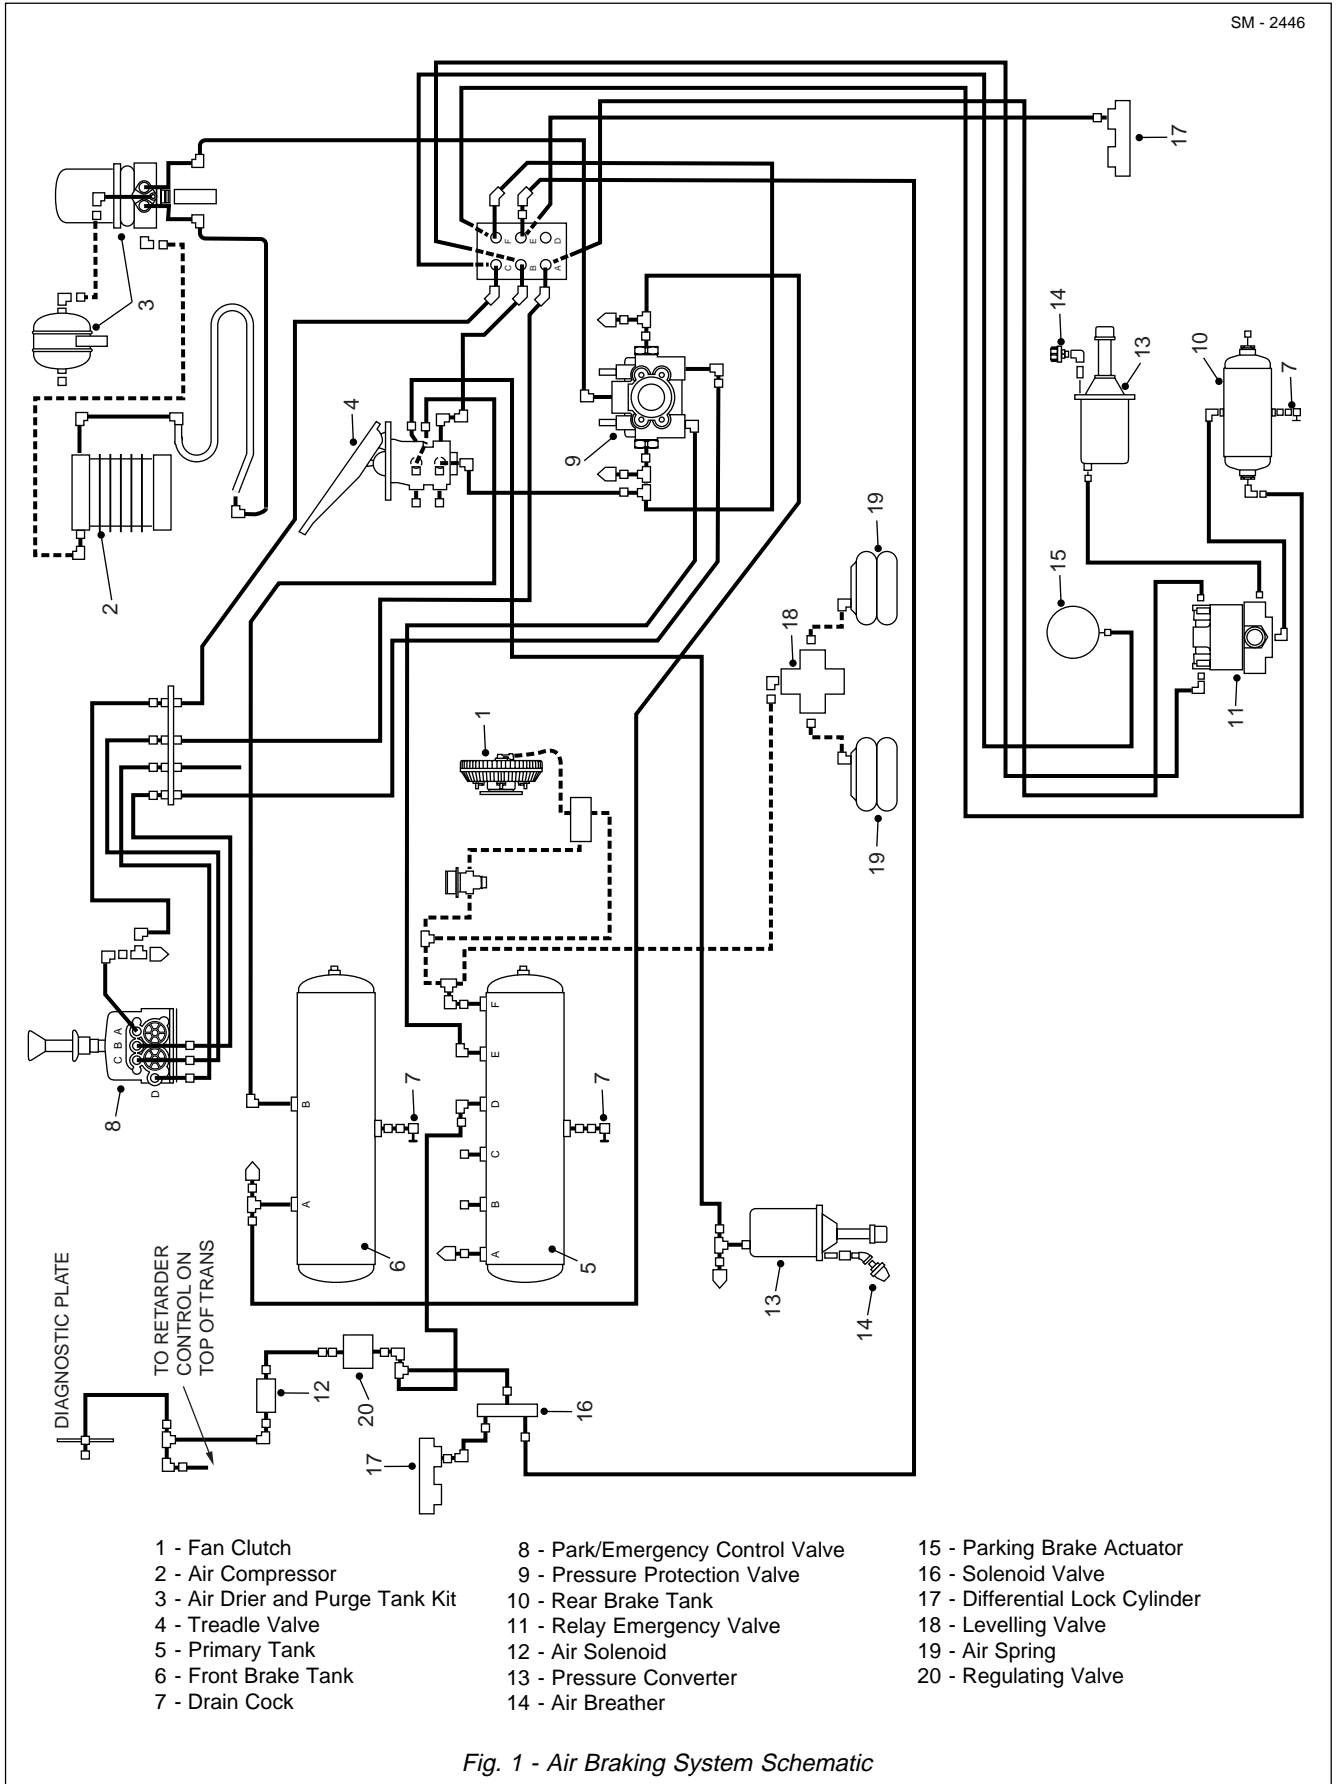 SM - 2446
17
3
14
13
10
7
4
9
19
15
2
18
11
1
19
F
E
D
C
B
A
C
B
A
D
8
7
7
B
A
F
E
D
C
B
A
6
5
DIAGNOSTIC PLATE
TO RETARDER
CONTROL ON
TOP OF TRANS
13
14
12
20
16
17
1 - Fan Clutch
2 - Air Compressor
3 - Air Drier and Purge Tank Kit
4 - Treadle Valve
5 - Primary Tank
6 - Front Brake Tank
7 - Drain Cock
8 - Park/Emergency Control Valve
9 - Pressure Protection Valve
10 - Rear Brake Tank
11 - Relay Emergency Valve
12 - Air Solenoid
13 - Pressure Converter
14 - Air Breather
15 - Parking Brake Actuator
16 - Solenoid Valve
17 - Differential Lock Cylinder
18 - Levelling Valve
19 - Air Spring
20 - Regulating Valve
Fig. 1 - Air Braking System Schematic